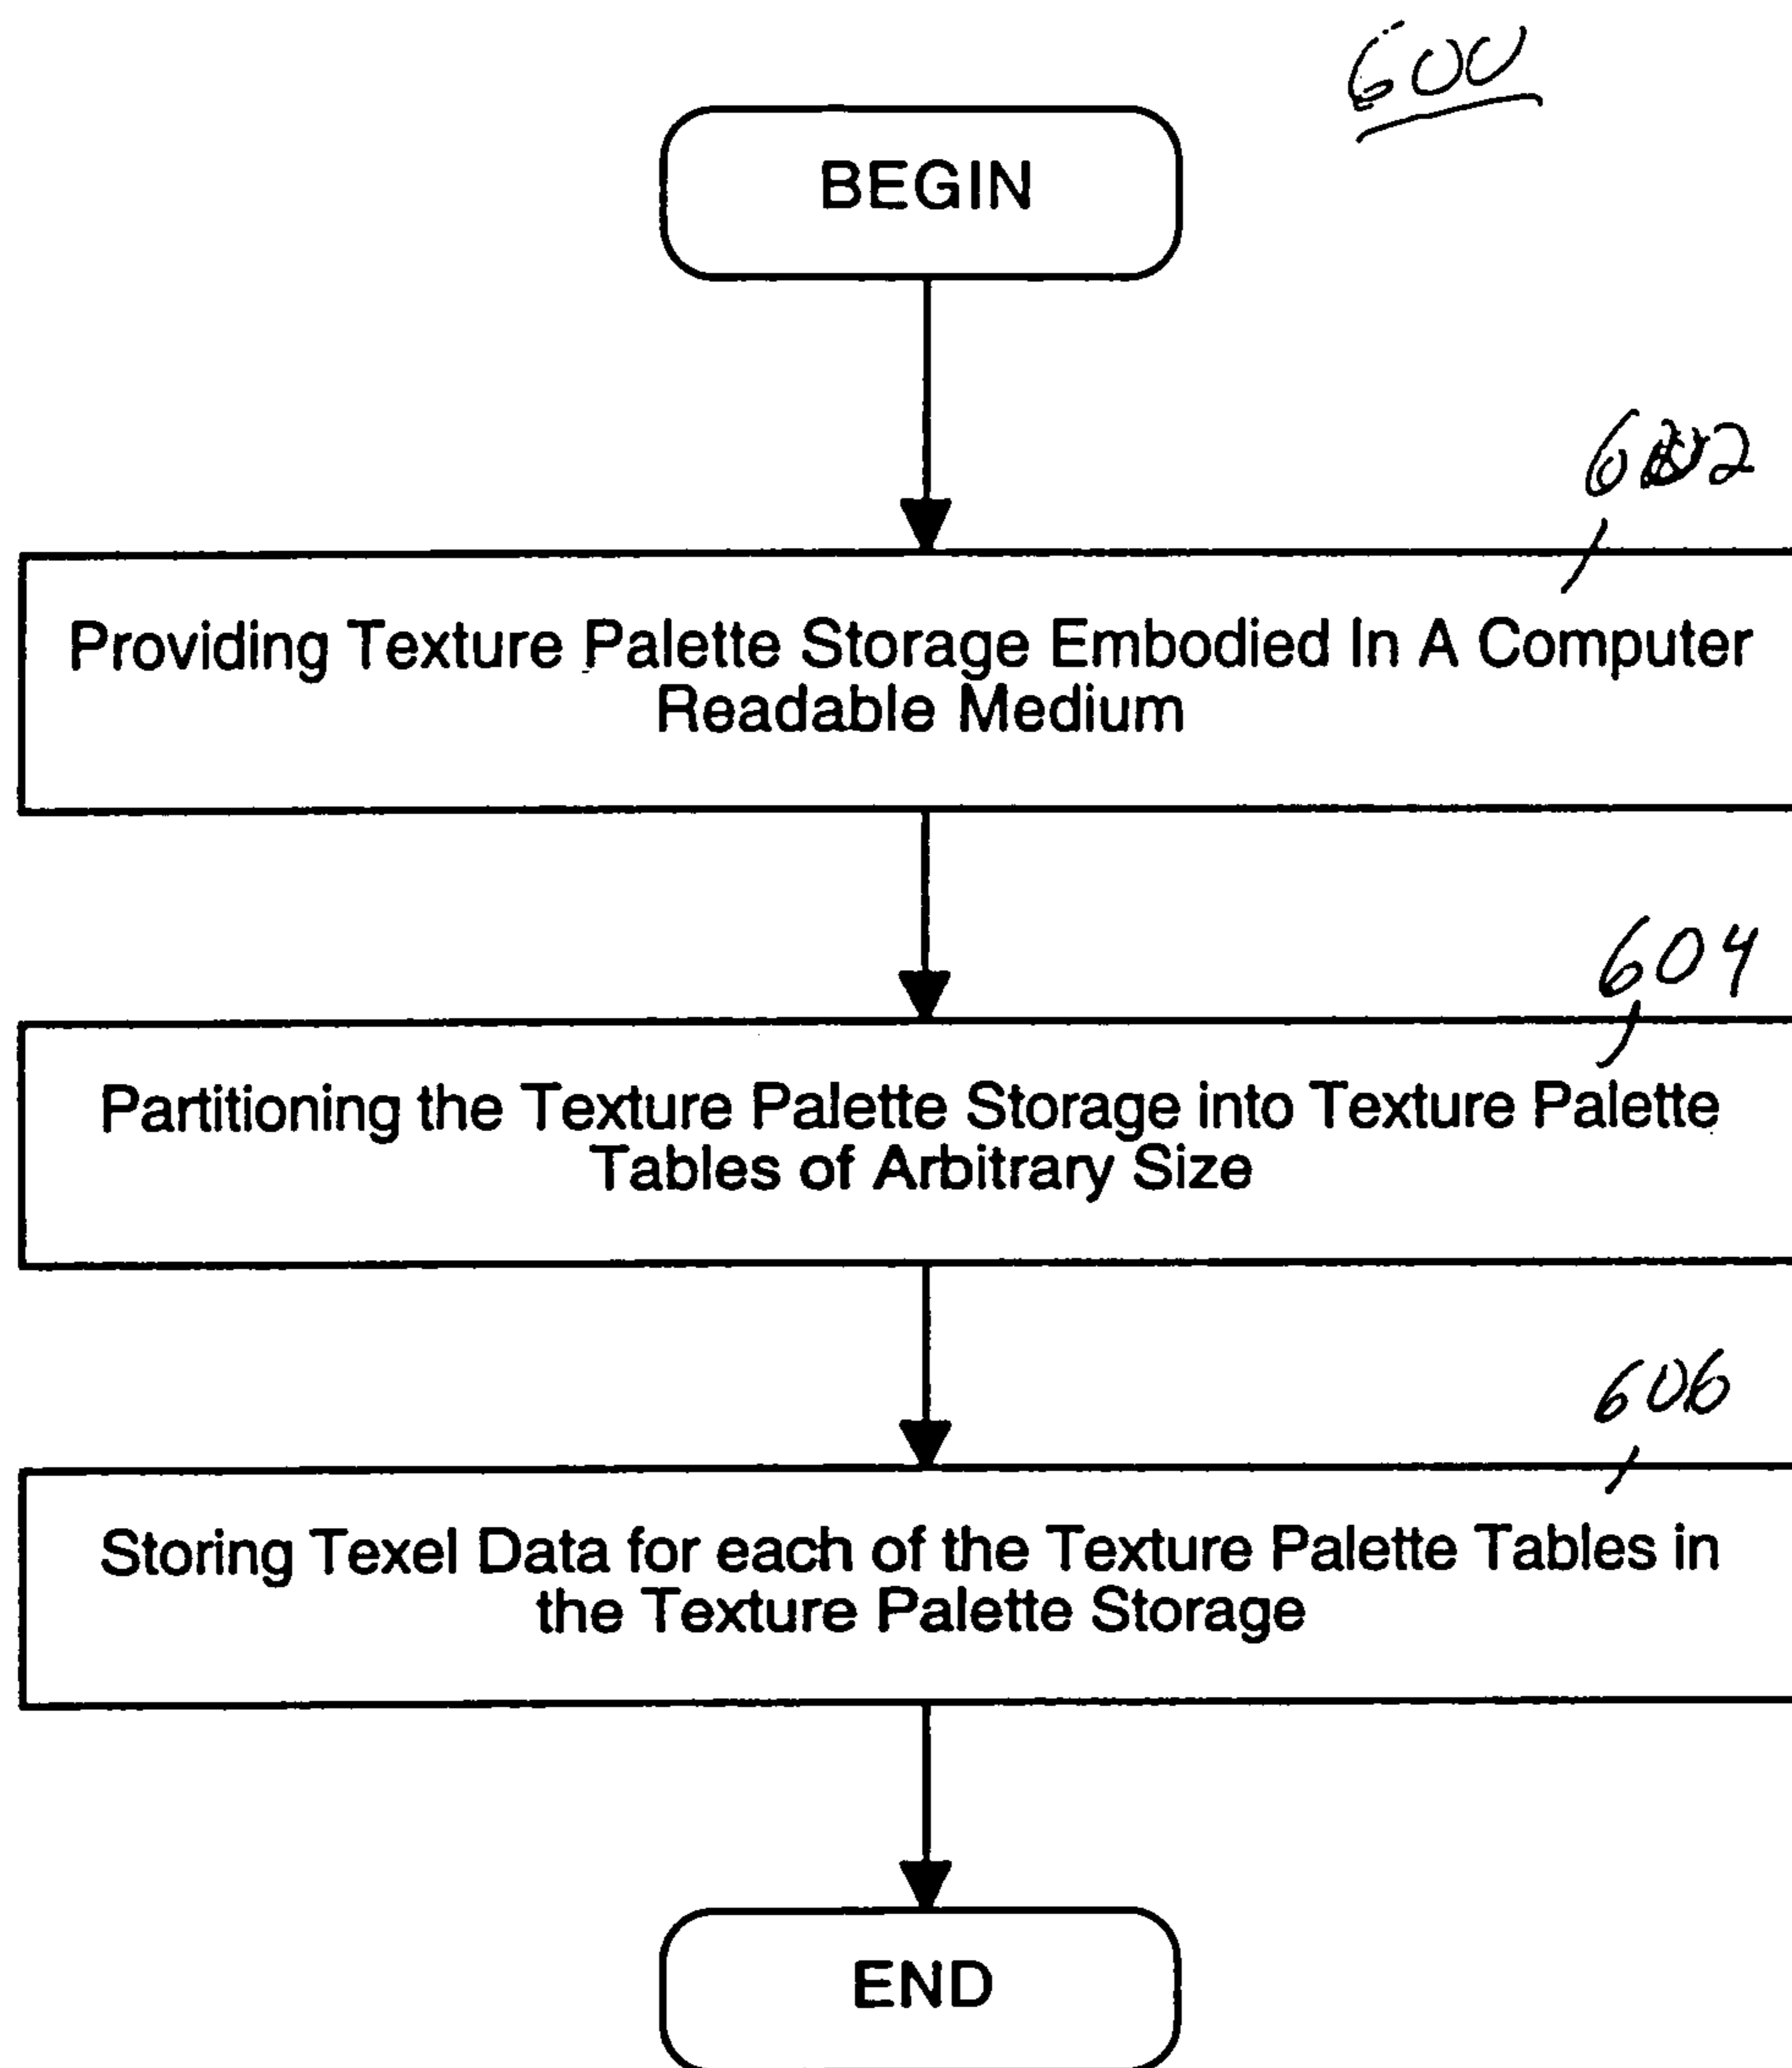 600
BEGIN
602
Providing Texture Palette Storage Embodied In A Computer
Readable Medium
604
Partitioning the Texture Palette Storage into Texture Palette
Tables of Arbitrary Size
606
Storing Texel Data for each of the Texture Palette Tables in
the Texture Palette Storage
END